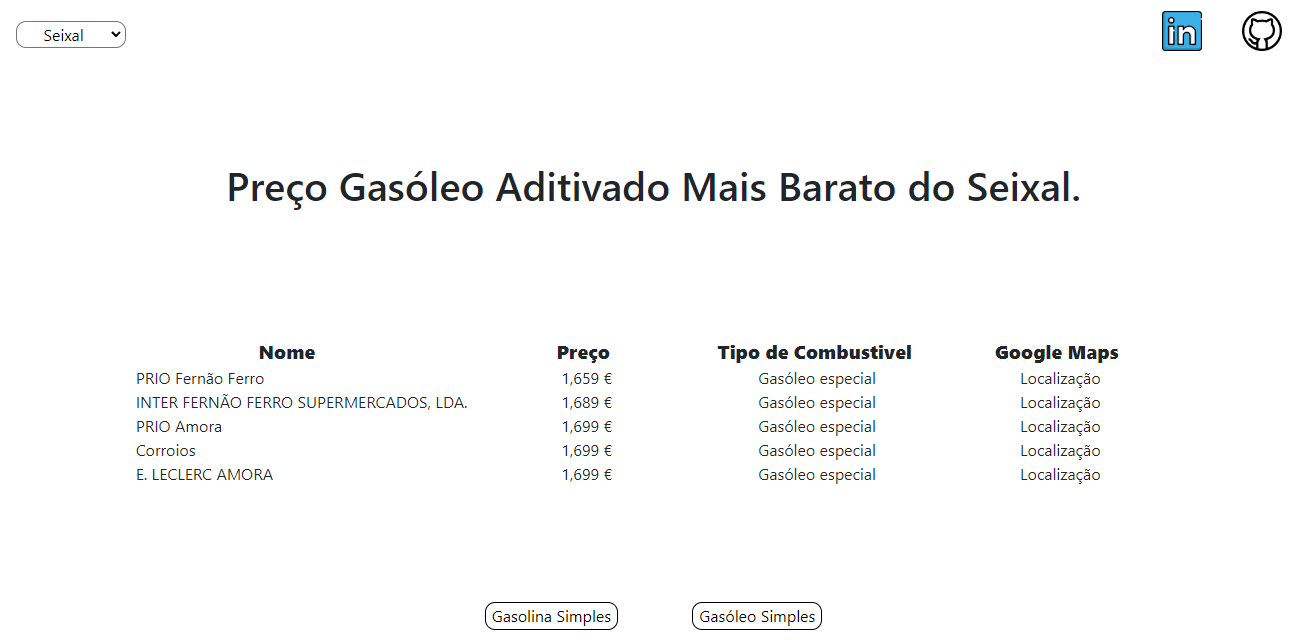 Seixal
in
Preço Gasóleo Aditivado Mais Barato do Seixal.
Nome Preço Tipo de Combustivel Google Maps
PRIO Fernão Ferro 1,659 € Gasóleo especial Localização
INTER FERNÃO FERRO SUPERMERCADOS, LDA. 1,689 € Gasóleo especial Localização
PRIO Amora 1,699 € Gasóleo especial Localização
Corroios 1,699 € Gasóleo especial Localização
E. LECLERC AMORA 1,699 € Gasóleo especial Localização
Gasolina Simples Gasóleo Simples